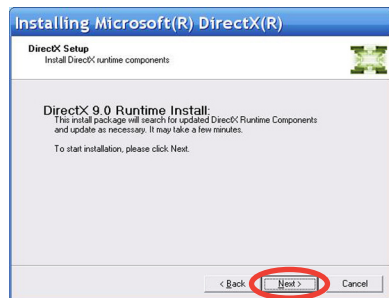 Installing Microsoft(R) DirectX(R)
DirectX Setup
Install DirectX runtime components
DirectX 9.0 Runtime Install:
This install package will search for updated DirectX Runtime Components
and update as necessary. It may take a few minutes.
To start installation, please click Next.
< Back Next > Cancel